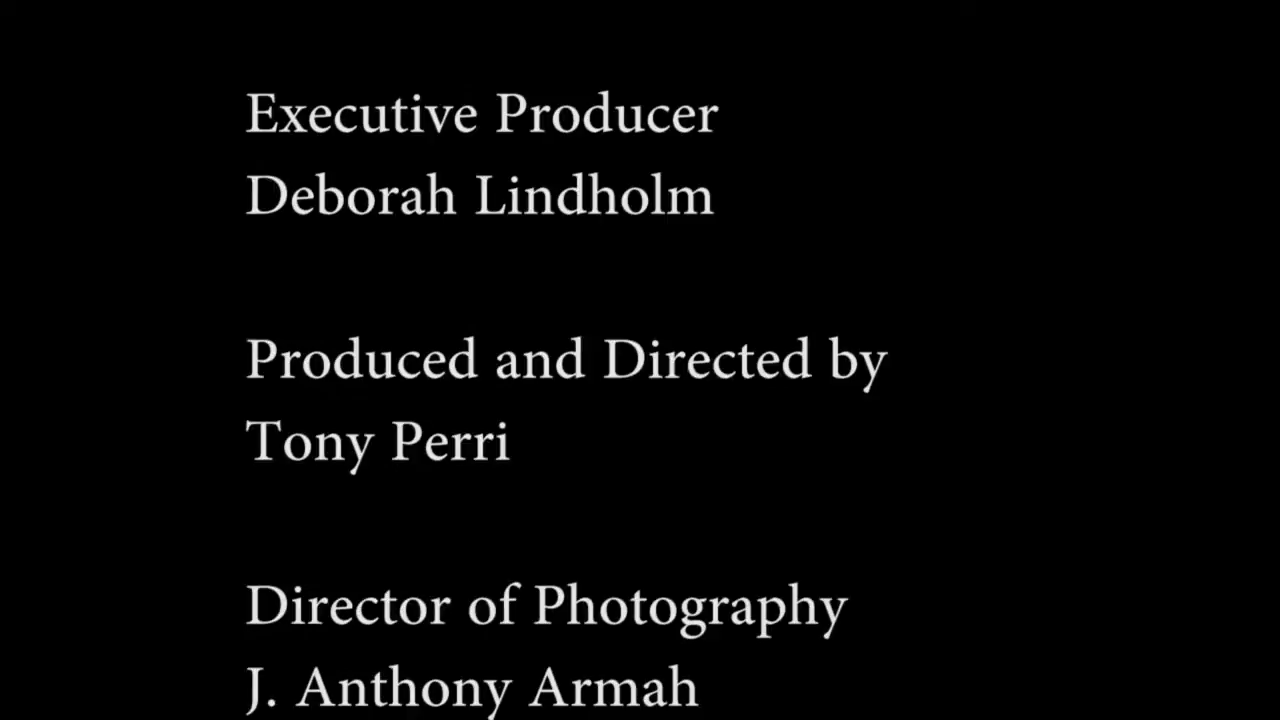 Executive Producer
Deborah Lindholm
Produced and Directed by
Tony Perri
Director of Photography
J. Anthony Armah